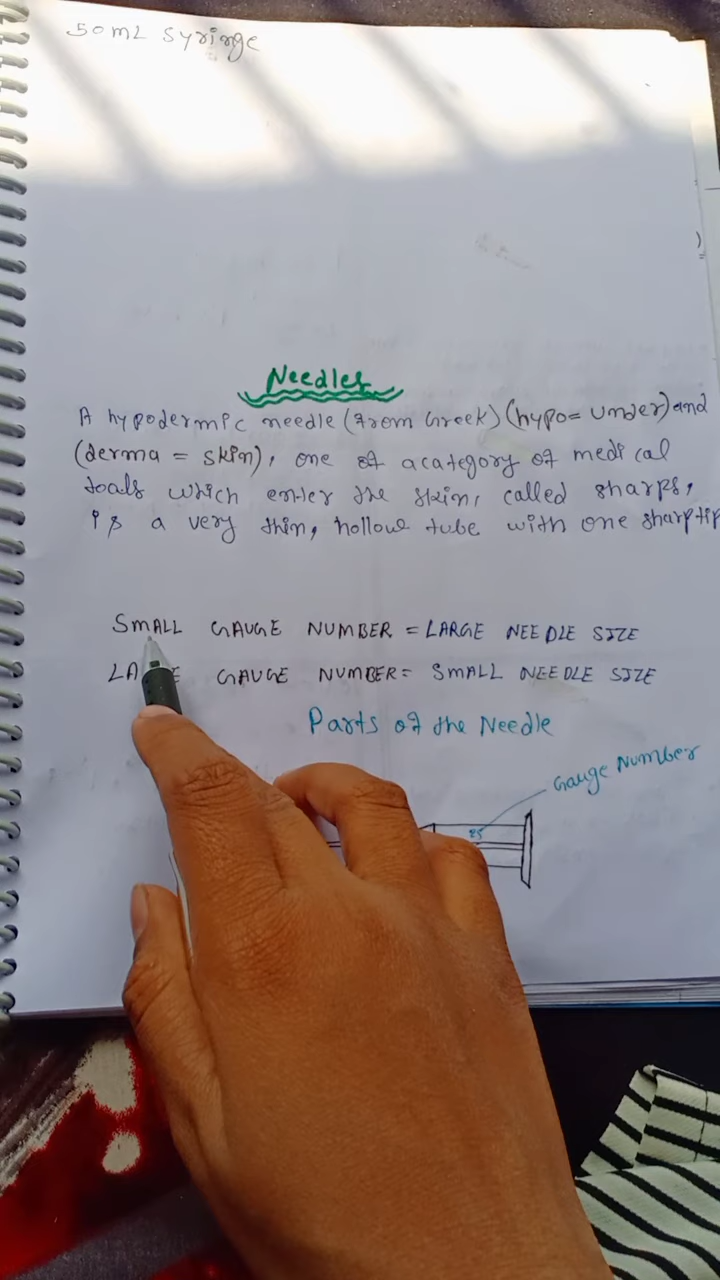 50mL Syringe
Needles
A hypodermic needle (from Greek) (hypo= Under) and
(derma = skin), one of a category of medical
toals which enter the skin, called sharps,
is a very thin, hollow tube with one sharp tip
SMALL GAUGE NUMBER = LARGE NEEDLE SIZE
GAUGE NUMBER= SMALL NEEDLE SIZE
Parts of the Needle
Gauge Number
25